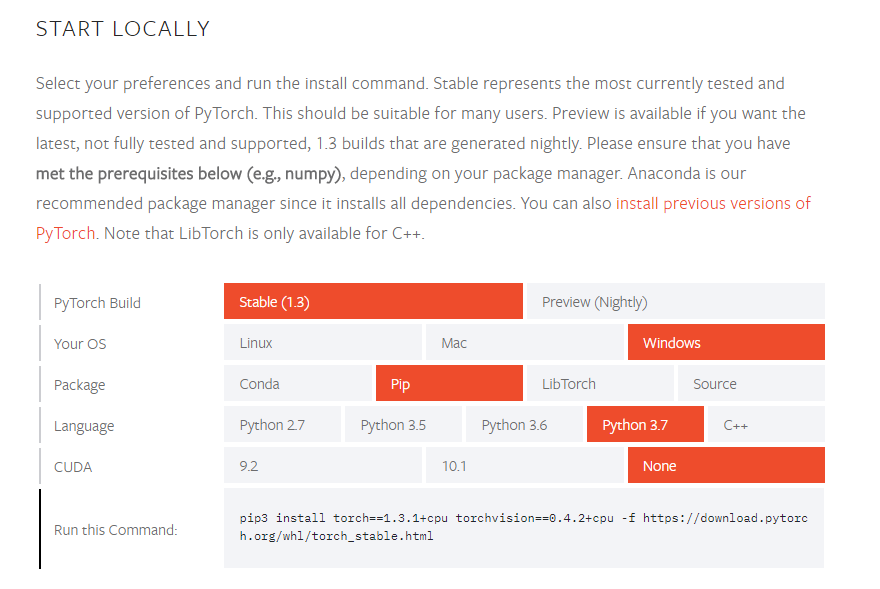 START LOCALLY
Select your preferences and run the install command. Stable represents the most currently tested and
supported version of PyTorch. This should be suitable for many users. Preview is available if you want the
latest, not fully tested and supported, 1.3 builds that are generated nightly. Please ensure that you have
met the prerequisites below (e.g., numpy), depending on your package manager. Anaconda is our
recommended package manager since it installs all dependencies. You can also install previous versions of
PyTorch. Note that LibTorch is only available for C++.
PyTorch Build Stable (1.3) Preview (Nightly)
Your OS Linux Mac Windows
Package Conda Pip LibTorch Source
Language Python 2.7 Python 3.5 Python 3.6 Python 3.7 C++
CUDA 9.2 10.1 None
Run this Command: pip3 install torch==1.3.1+cpu torchvision==0.4.2+cpu -f https://download.pytorc
h.org/whl/torch_stable.html